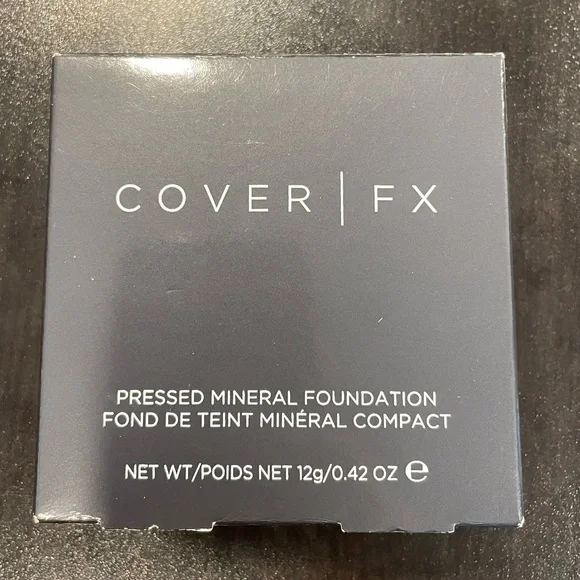 COVER | FX
PRESSED MINERAL FOUNDATION
FOND DE TEINT MINÉRAL COMPACT
NET WT/POIDS NET 12g/0.42 OZ ℮